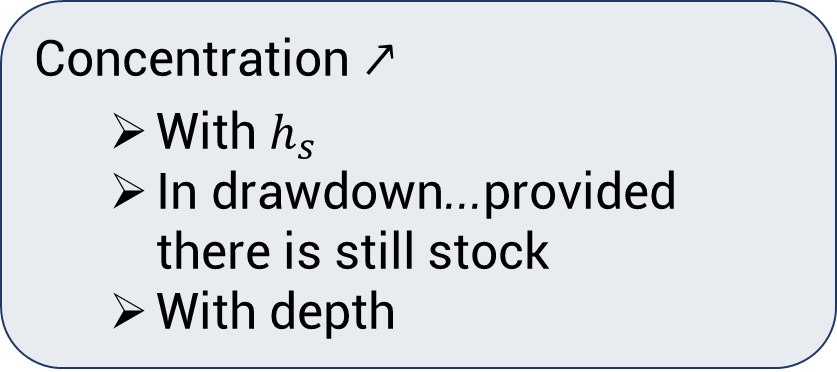 Concentration ↗
➢ With hₛ
➢ In drawdown...provided
there is still stock
➢ With depth